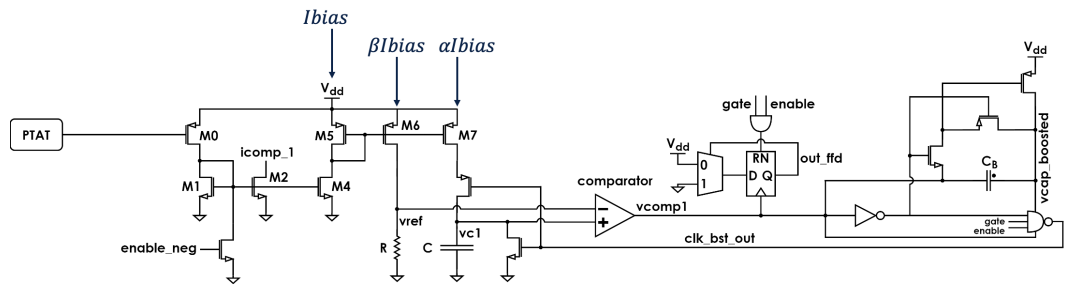 Ibias
βIbias αIbias
Vdd
Vdd
gate enable
PTAT
M0
M5
M6
M7
icomp_1
Vdd
0
1
RN
D Q
out_ffd
M1
M2
M4
comparator
CB
vcap_boosted
vref
−
+
vcomp1
enable_neg
R
C
vc1
clk_bst_out
gate
enable
+